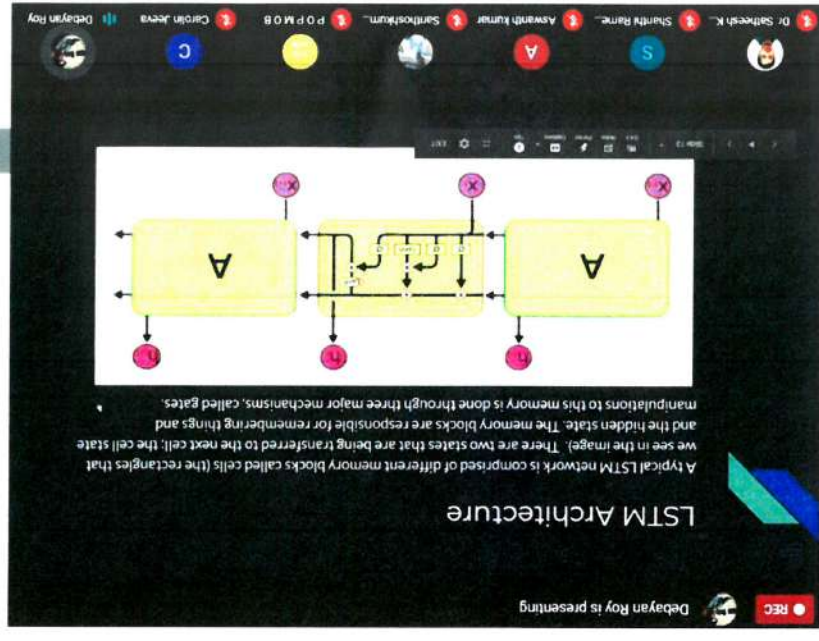 REC
Debayan Roy is presenting
LSTM Architecture
A typical LSTM network is comprised of different memory blocks called cells (the rectangles that
we see in the image). There are two states that are being transferred to the next cell; the cell state
and the hidden state. The memory blocks are responsible for remembering things and
manipulations to this memory is done through three major mechanisms, called gates.
A
A
S
A
C
Dr Satheesh K...
Shanthi Rame...
Aswanth kumar
Santhoshkum...
P O P M O B
Carolin Jeeva
Debayan Roy